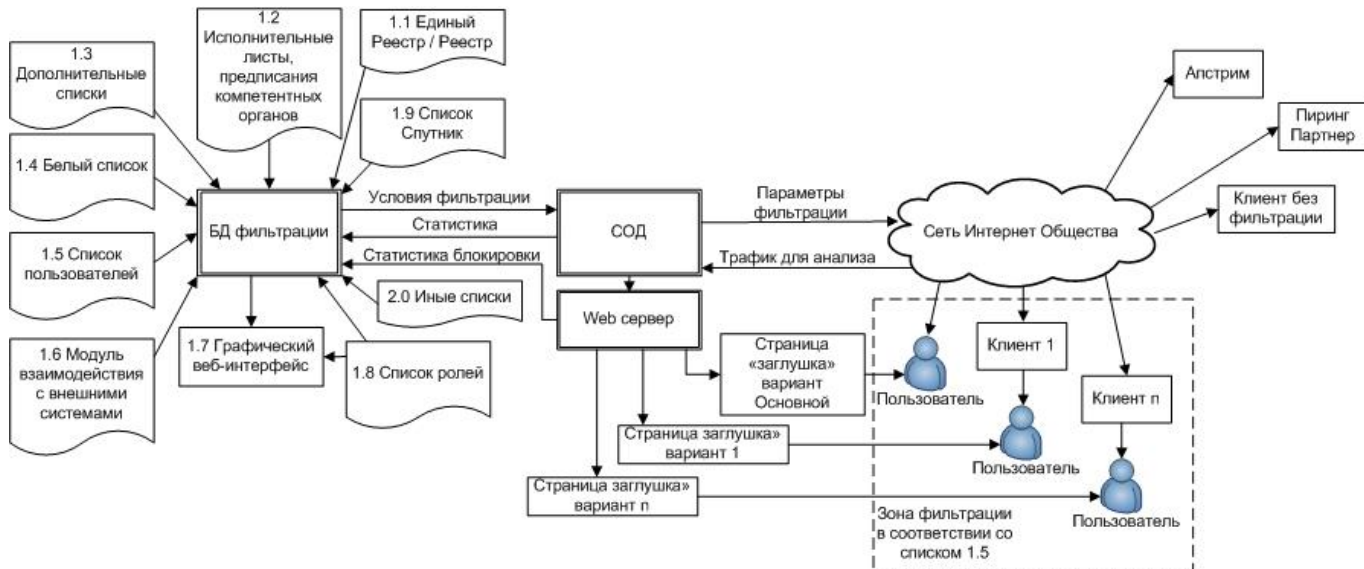 1.3
Дополнительные
списки
1.2
Исполнительные
листы,
предписания
компетентных
органов
1.1 Единый
Реестр / Реестр
1.9 Список
Спутник
1.4 Белый список
1.5 Список
пользователей
1.6 Модуль
взаимодействия
с внешними
системами
БД фильтрации
1.7 Графический
веб-интерфейс
1.8 Список ролей
2.0 Иные списки
Условия фильтрации
Статистика
Статистика блокировки
СОД
Web сервер
Параметры
фильтрации
Трафик для анализа
Сеть Интернет Общества
Апстрим
Пиринг
Партнер
Клиент без
фильтрации
Страница
«заглушка»
вариант
Основной
Страница заглушка»
вариант 1
Страница заглушка»
вариант n
Пользователь
Клиент 1
Пользователь
Клиент n
Пользователь
Зона фильтрации
в соответствии со
списком 1.5